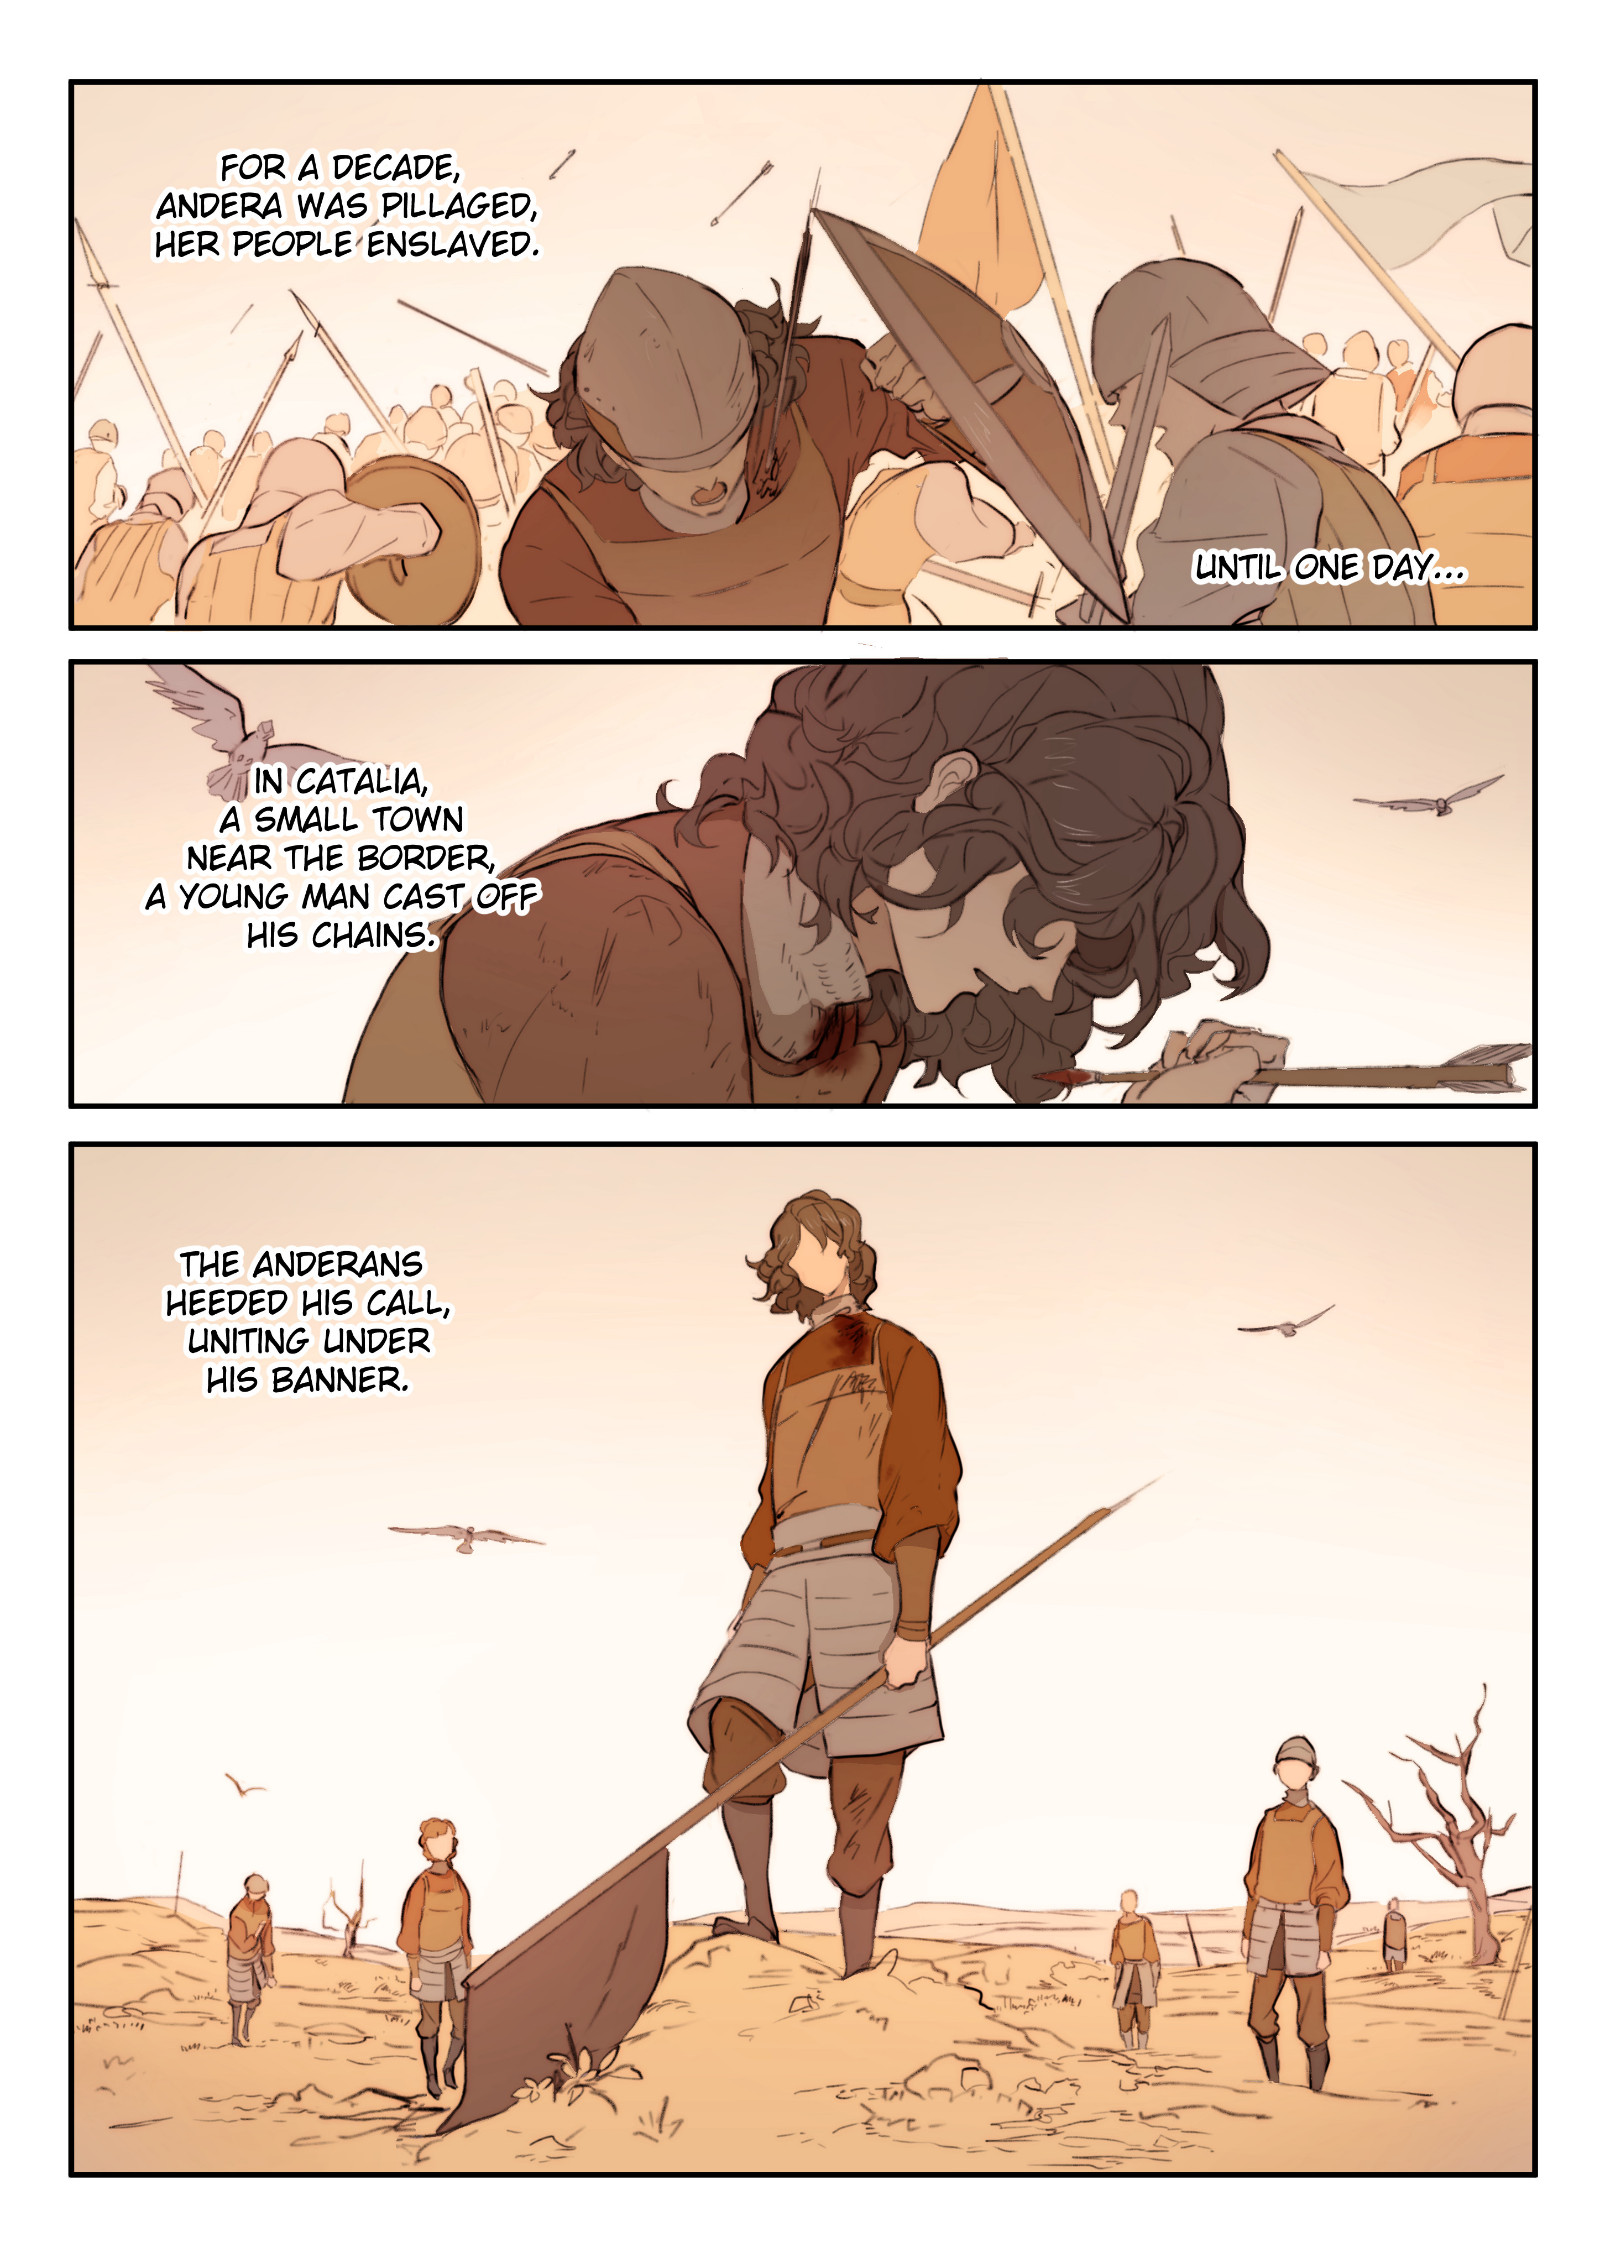 FOR A DECADE,
ANDERA WAS PILLAGED,
HER PEOPLE ENSLAVED.
UNTIL ONE DAY...
IN CATALIA,
A SMALL TOWN
NEAR THE BORDER,
A YOUNG MAN CAST OFF
HIS CHAINS.
THE ANDERANS
HEEDED HIS CALL,
UNITING UNDER
HIS BANNER.